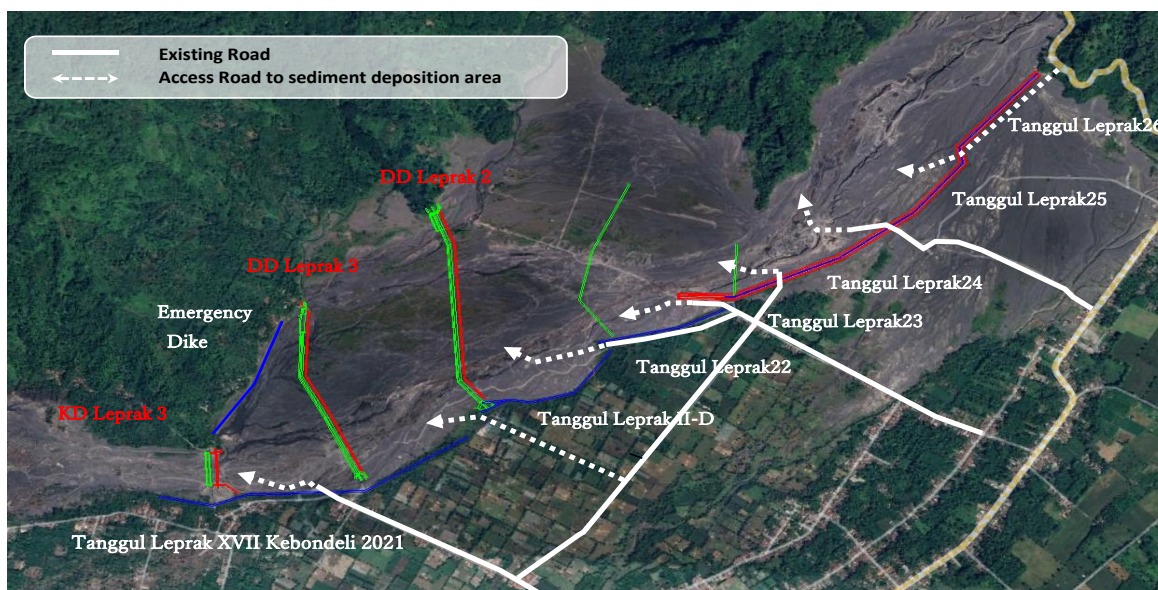 Existing Road
Access Road to sediment deposition area
Tanggul Leprak26
DD Leprak 2
Tanggul Leprak25
DD Leprak 3
Tanggul Leprak24
Emergency
Dike
Tanggul Leprak23
Tanggul Leprak22
KD Leprak 3
Tanggul Leprak II-D
Tanggul Leprak XVII Kebondeli 2021